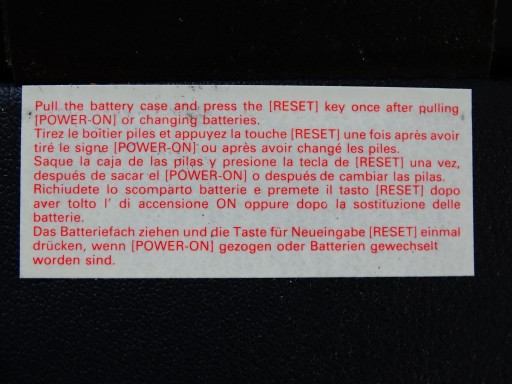 Pull the battery case and press the [RESET] key once after pulling
[POWER-ON] or changing batteries.
Tirez le boîtier piles et appuyez la touche [RESET] une fois après avoir
tiré le signe [POWER-ON] ou après avoir changé les piles.
Saque la caja de las pilas y presione la tecla de [RESET] una vez,
después de sacar el [POWER-ON] o después de cambiar las pilas.
Richiudete lo scomparto batterie e premete il tasto [RESET] dopo
aver tolto l' di accensione ON oppure dopo la sostituzione delle
batterie.
Das Batteriefach ziehen und die Taste für Neueingabe [RESET] einmal
drücken, wenn [POWER-ON] gezogen oder Batterien gewechselt
worden sind.